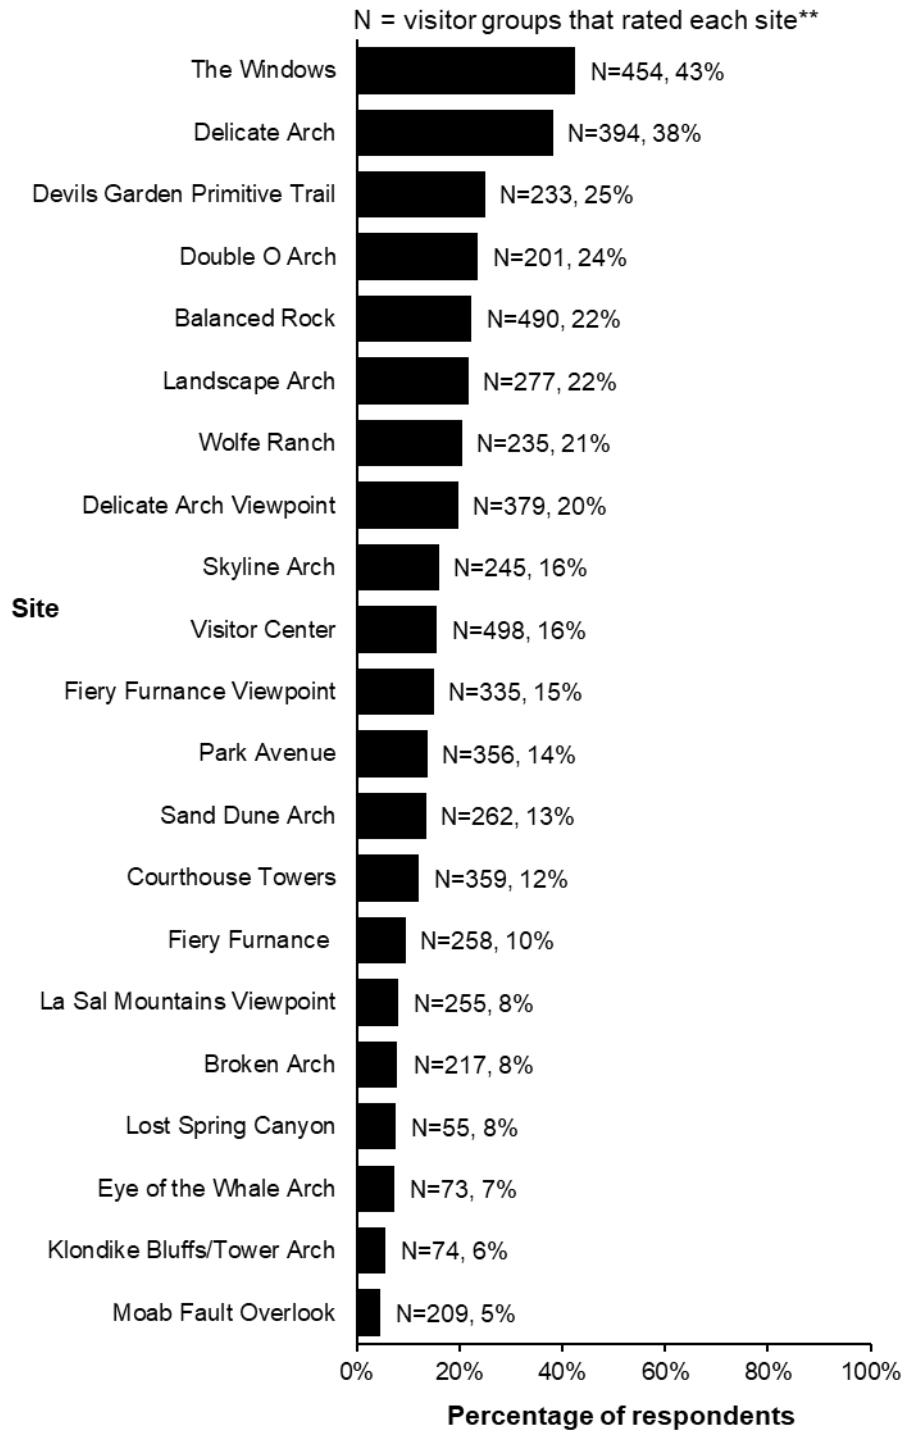 N = visitor groups that rated each site**
The Windows N=454, 43%
Delicate Arch N=394, 38%
Devils Garden Primitive Trail N=233, 25%
Double O Arch N=201, 24%
Balanced Rock N=490, 22%
Landscape Arch N=277, 22%
Wolfe Ranch N=235, 21%
Delicate Arch Viewpoint N=379, 20%
Skyline Arch N=245, 16%
Site
Visitor Center N=498, 16%
Fiery Furnance Viewpoint N=335, 15%
Park Avenue N=356, 14%
Sand Dune Arch N=262, 13%
Courthouse Towers N=359, 12%
Fiery Furnance N=258, 10%
La Sal Mountains Viewpoint N=255, 8%
Broken Arch N=217, 8%
Lost Spring Canyon N=55, 8%
Eye of the Whale Arch N=73, 7%
Klondike Bluffs/Tower Arch N=74, 6%
Moab Fault Overlook N=209, 5%
0% 20% 40% 60% 80% 100%
Percentage of respondents